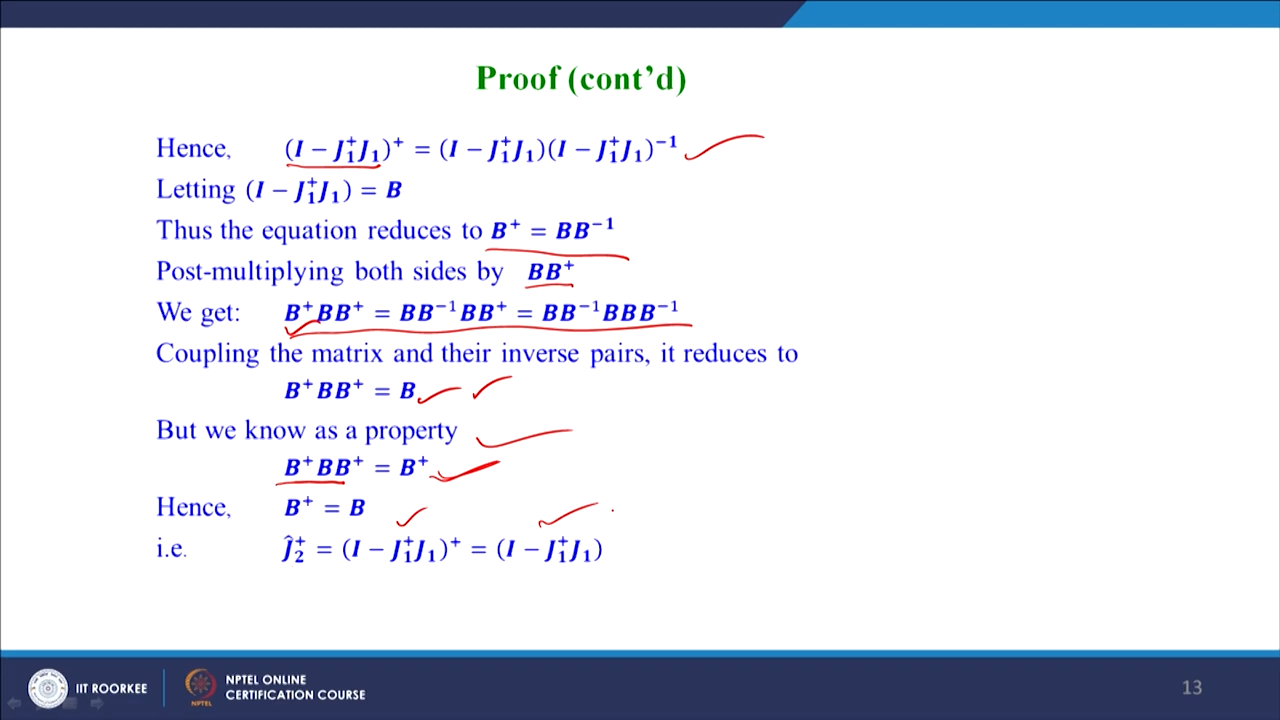 Proof (cont’d)
Hence, (I − J₁⁺J₁)⁺ = (I − J₁⁺J₁)(I − J₁⁺J₁)⁻¹
Letting (I − J₁⁺J₁) = B
Thus the equation reduces to B⁺ = BB⁻¹
Post-multiplying both sides by BB⁺
We get: B⁺BB⁺ = BB⁻¹BB⁺ = BB⁻¹BBB⁻¹
Coupling the matrix and their inverse pairs, it reduces to
B⁺BB⁺ = B
But we know as a property
B⁺BB⁺ = B⁺
Hence, B⁺ = B
i.e. Ĵ₂⁺ = (I − J₁⁺J₁)⁺ = (I − J₁⁺J₁)
IIT ROORKEE
NPTEL
NPTEL ONLINE
CERTIFICATION COURSE
13